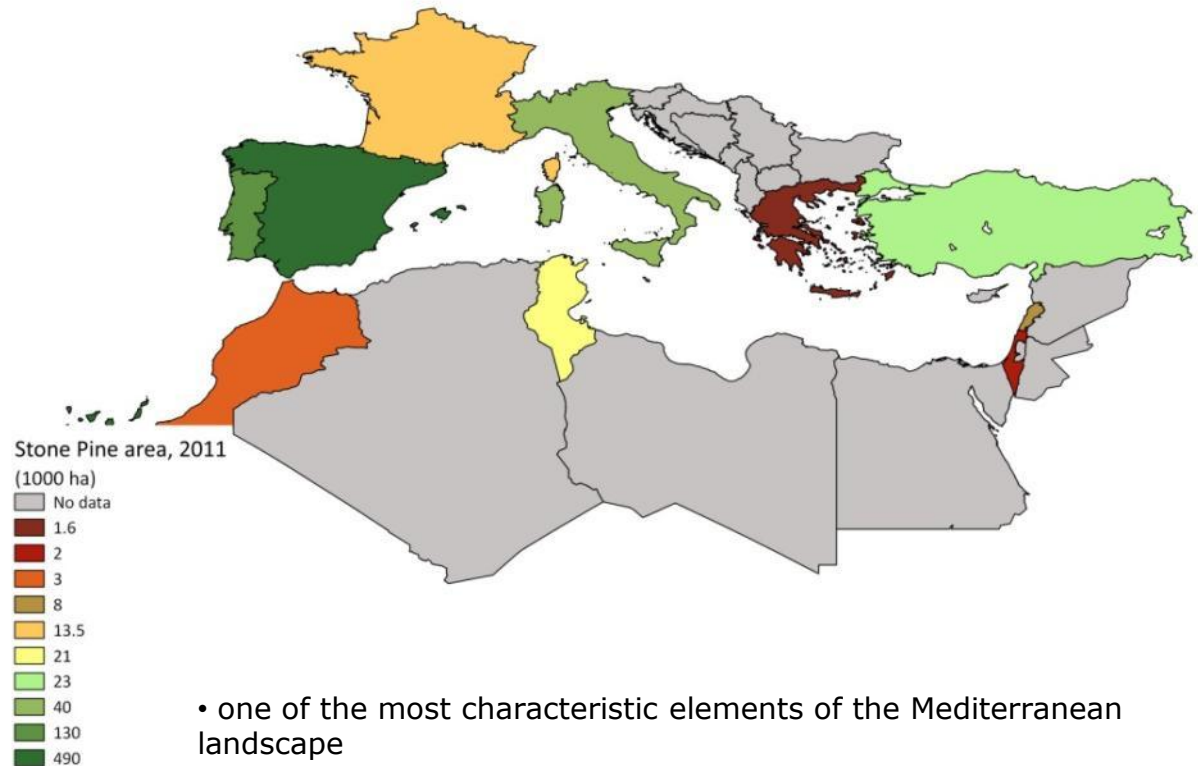 Stone Pine area, 2011
(1000 ha)
No data
1.6
2
3
8
13.5
21
23
40
130
490
• one of the most characteristic elements of the Mediterranean
landscape